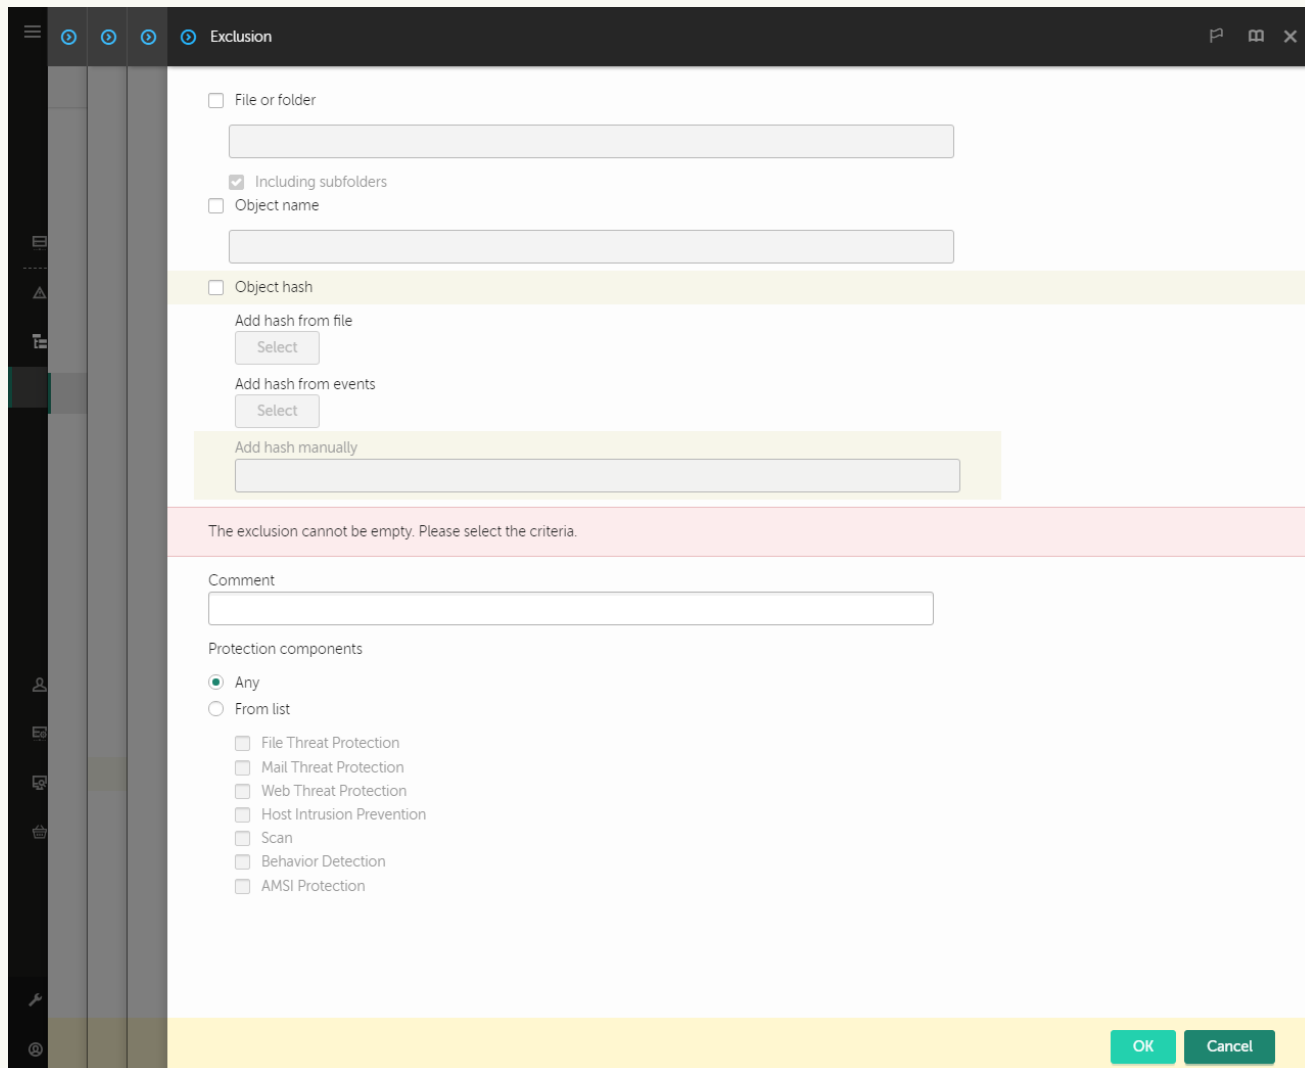 Exclusion
File or folder
Including subfolders
Object name
Object hash
Add hash from file
Select
Add hash from events
Select
Add hash manually
The exclusion cannot be empty. Please select the criteria.
Comment
Protection components
Any
From list
File Threat Protection
Mail Threat Protection
Web Threat Protection
Host Intrusion Prevention
Scan
Behavior Detection
AMSI Protection
OK Cancel